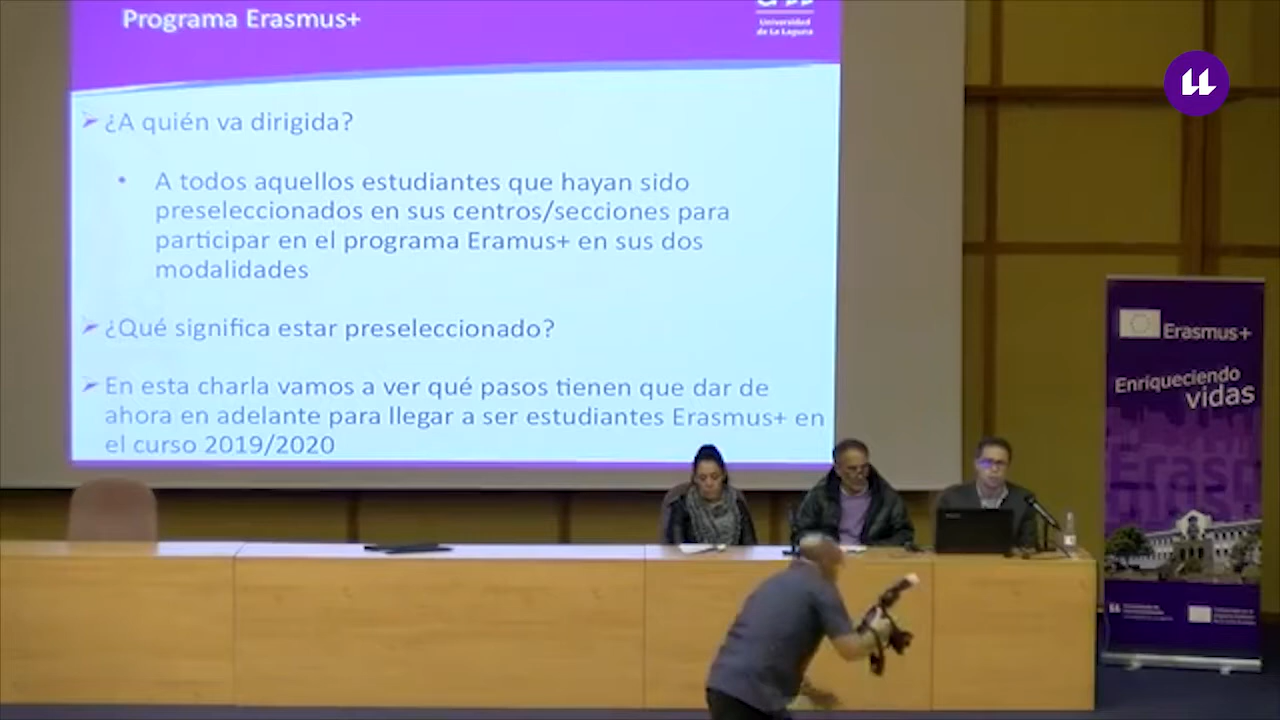 Programa Erasmus+
Universidad
de La Laguna
¿A quién va dirigida?
• A todos aquellos estudiantes que hayan sido
preseleccionados en sus centros/secciones para
participar en el programa Eramus+ en sus dos
modalidades
¿Qué significa estar preseleccionado?
En esta charla vamos a ver qué pasos tienen que dar de
ahora en adelante para llegar a ser estudiantes Erasmus+ en
el curso 2019/2020
Erasmus+
Enriqueciendo
vidas
Eras